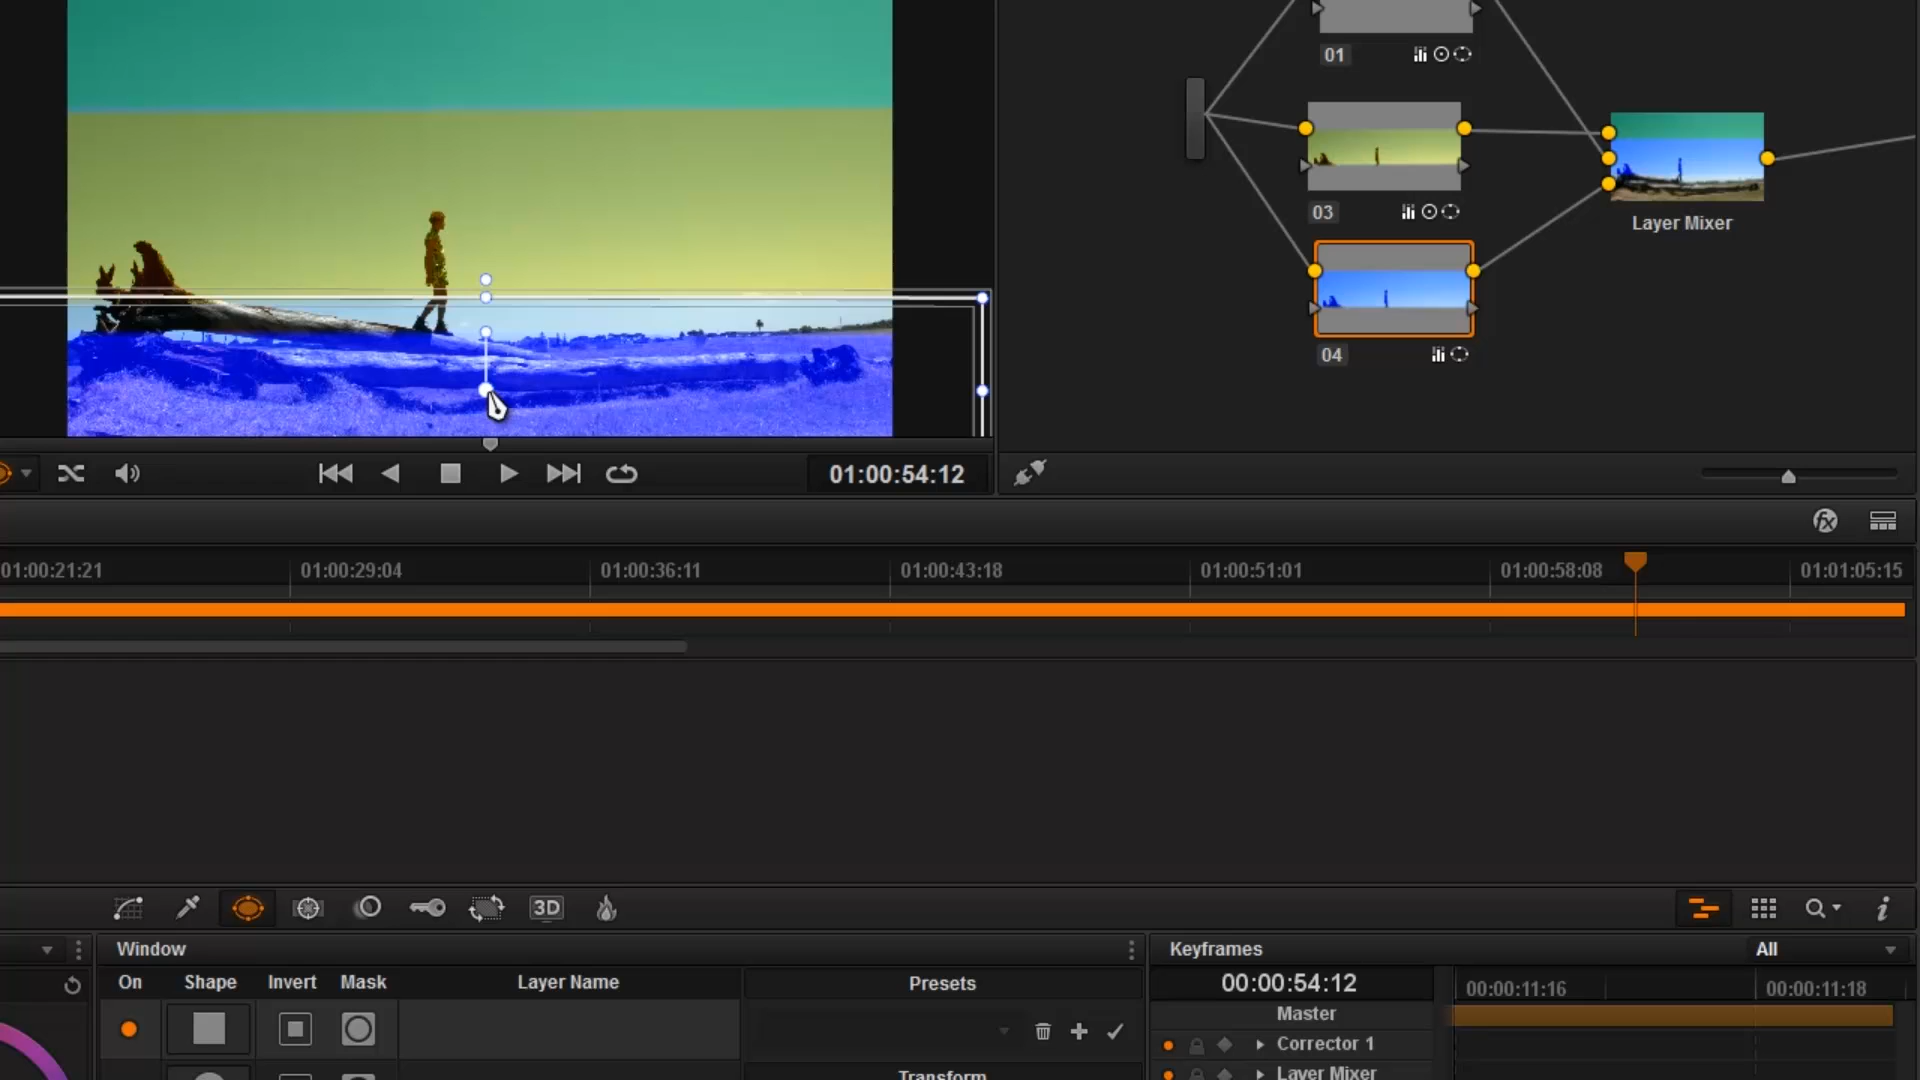 01
03
Layer Mixer
04
01:00:54:12
fx
01:00:21:21 01:00:29:04 01:00:36:11 01:00:43:18 01:00:51:01 01:00:58:08 01:01:05:15
3D
i
Window
Keyframes All
On Shape Invert Mask Layer Name Presets
00:00:54:12 00:00:11:16 00:00:11:18
Master
Corrector 1
Transform
Layer Mixer